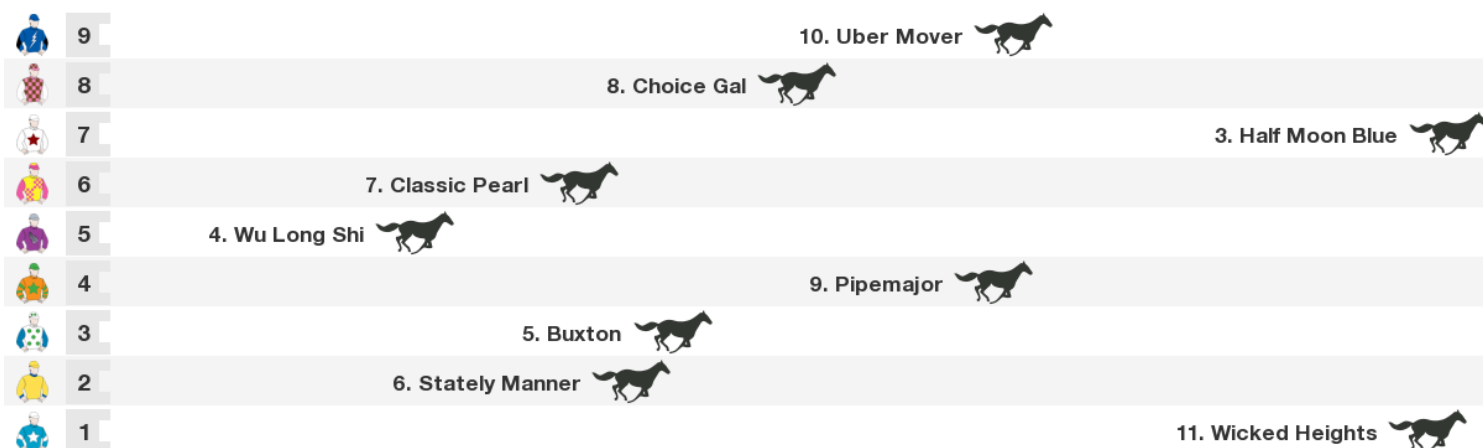 9 10. Uber Mover
8 8. Choice Gal
7 3. Half Moon Blue
6 7. Classic Pearl
5 4. Wu Long Shi
4 9. Pipemajor
3 5. Buxton
2 6. Stately Manner
1 11. Wicked Heights